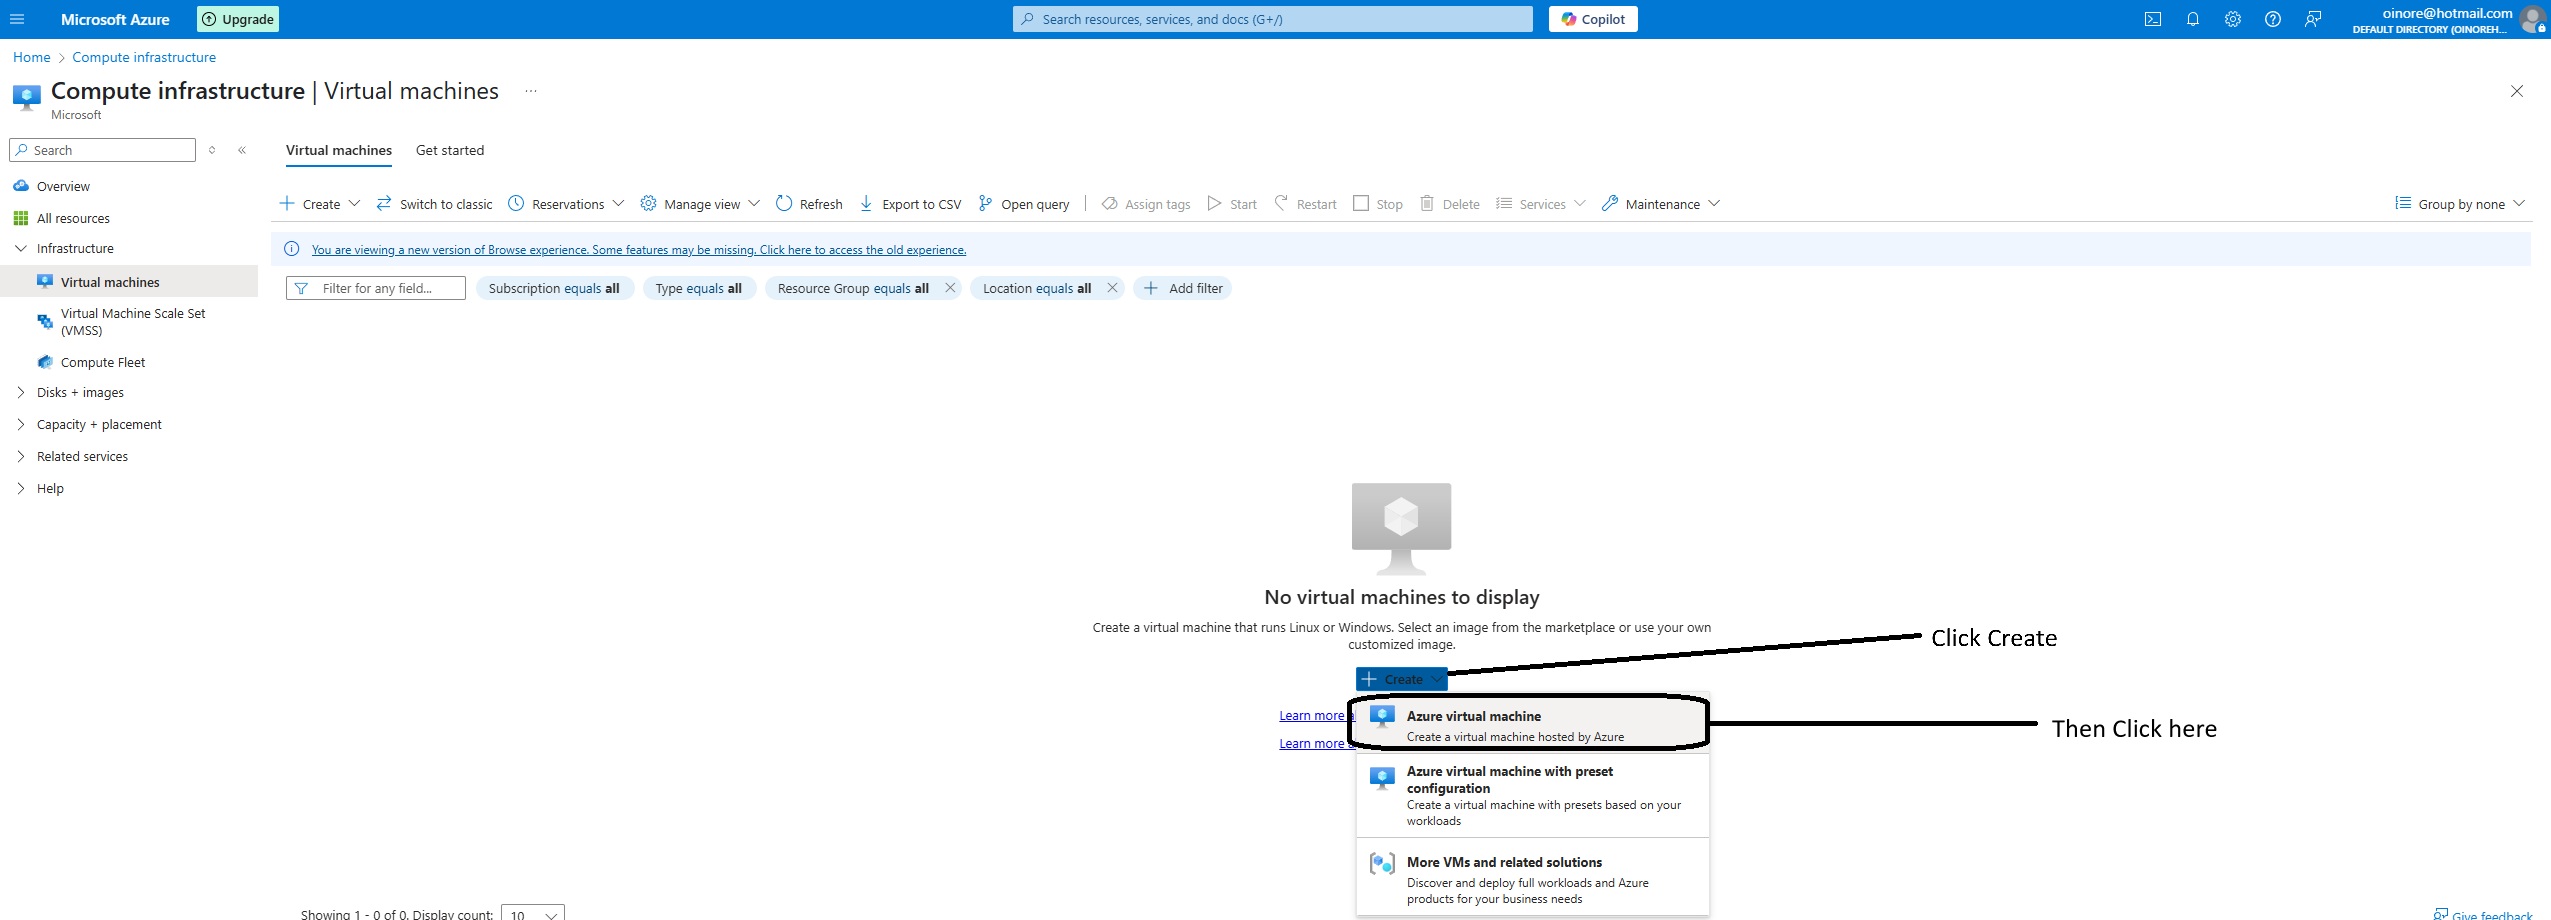 Microsoft Azure
Upgrade
Search resources, services, and docs (G+/)
Copilot
oinore@hotmail.com
DEFAULT DIRECTORY (OINOREH...
Home > Compute infrastructure
Compute infrastructure | Virtual machines ...
Microsoft
Search
Virtual machines Get started
Overview
All resources
Infrastructure
Virtual machines
Virtual Machine Scale Set
(VMSS)
Compute Fleet
Disks + images
Capacity + placement
Related services
Help
Create Switch to classic Reservations Manage view Refresh Export to CSV Open query Assign tags Start Restart Stop Delete Services Maintenance Group by none
You are viewing a new version of Browse experience. Some features may be missing. Click here to access the old experience.
Filter for any field... Subscription equals all Type equals all Resource Group equals all Location equals all Add filter
No virtual machines to display
Create a virtual machine that runs Linux or Windows. Select an image from the marketplace or use your own
customized image.
Create
Click Create
Learn more a
Learn more a
Azure virtual machine
Create a virtual machine hosted by Azure
Then Click here
Azure virtual machine with preset
configuration
Create a virtual machine with presets based on your
workloads
More VMs and related solutions
Discover and deploy full workloads and Azure
products for your business needs
Showing 1 - 0 of 0. Display count: 10
Give feedback